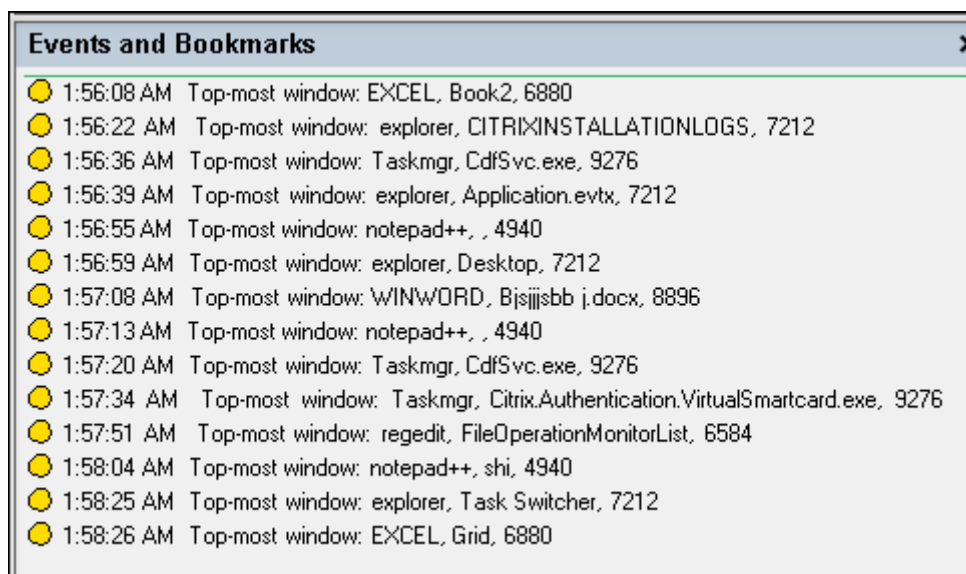 Events and Bookmarks
1:56:08 AM Top-most window: EXCEL, Book2, 6880
1:56:22 AM Top-most window: explorer, CITRIXINSTALLATIONLOGS, 7212
1:56:36 AM Top-most window: Taskmgr, CdfSvc.exe, 9276
1:56:39 AM Top-most window: explorer, Application.evtx, 7212
1:56:55 AM Top-most window: notepad++, , 4940
1:56:59 AM Top-most window: explorer, Desktop, 7212
1:57:08 AM Top-most window: WINWORD, Bjsjjjsbb j.docx, 8896
1:57:13 AM Top-most window: notepad++, , 4940
1:57:20 AM Top-most window: Taskmgr, CdfSvc.exe, 9276
1:57:34 AM Top-most window: Taskmgr, Citrix.Authentication.VirtualSmartcard.exe, 9276
1:57:51 AM Top-most window: regedit, FileOperationMonitorList, 6584
1:58:04 AM Top-most window: notepad++, shi, 4940
1:58:25 AM Top-most window: explorer, Task Switcher, 7212
1:58:26 AM Top-most window: EXCEL, Grid, 6880